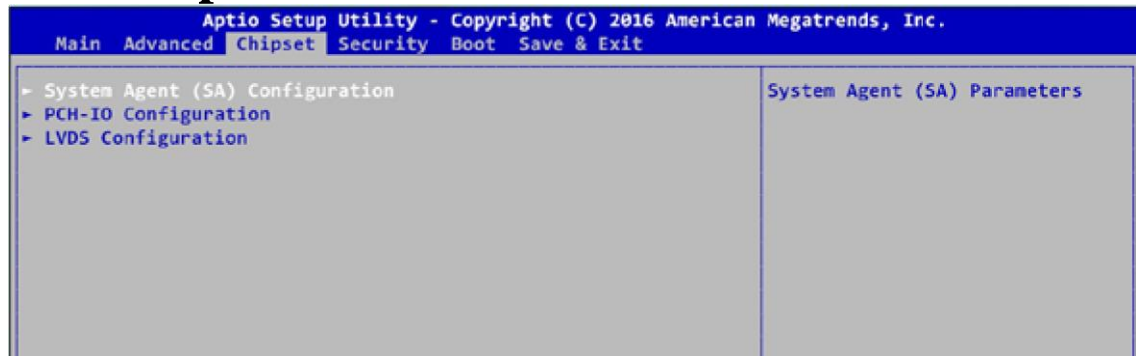 Aptio Setup Utility - Copyright (C) 2016 American Megatrends, Inc.
Main Advanced Chipset Security Boot Save & Exit
► System Agent (SA) Configuration
► PCH-IO Configuration
► LVDS Configuration
System Agent (SA) Parameters